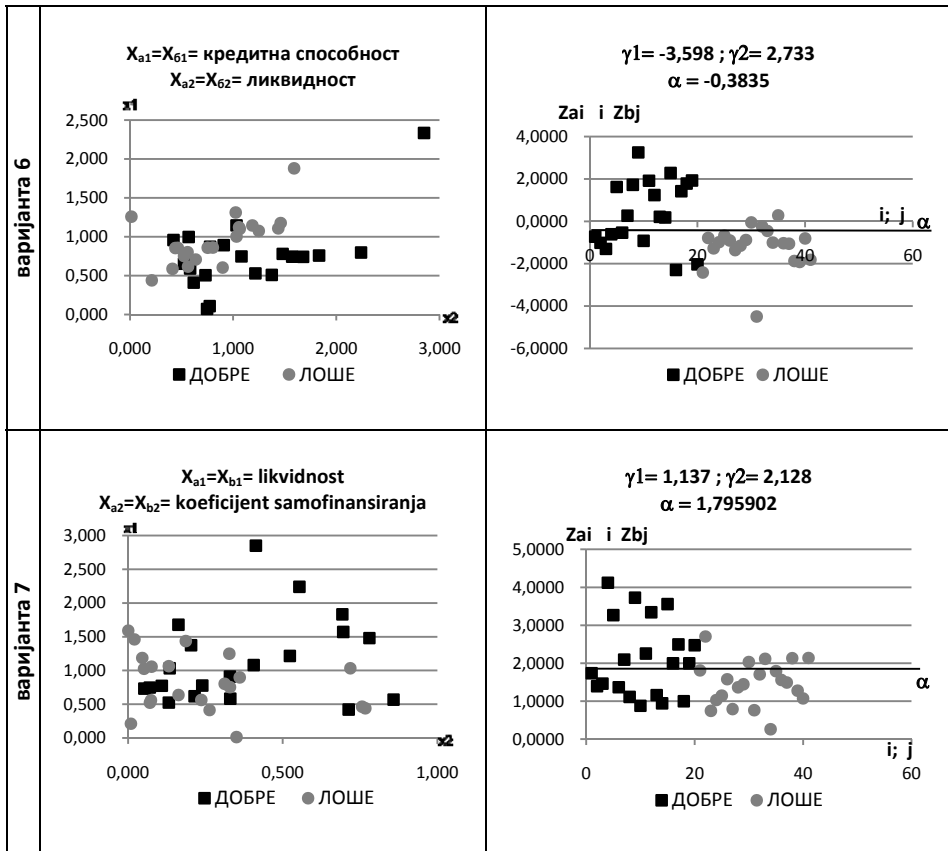 варијанта 6
Xа1=Xб1= кредитна способност
Xа2=Xб2= ликвидност
x1
2,500
2,000
1,500
1,000
0,500
0,000
x2
0,000 1,000 2,000 3,000
ДОБРЕ ЛОШЕ
γ1= -3,598 ; γ2= 2,733
α = -0,3835
Zai i Zbj
4,0000
2,0000
0,0000
-2,0000
-4,0000
-6,0000
i; j α
0 20 40 60
ДОБРЕ ЛОШЕ
варијанта 7
Xa1=Xb1= likvidnost
Xa2=Xb2= koeficijent samofinansiranja
x1
3,000
2,500
2,000
1,500
1,000
0,500
0,000
x2
0,000 0,500 1,000
ДОБРЕ ЛОШЕ
γ1= 1,137 ; γ2= 2,128
α = 1,795902
Zai i Zbj
5,0000
4,0000
3,0000
2,0000
1,0000
0,0000
α
i; j
0 20 40 60
ДОБРЕ ЛОШЕ